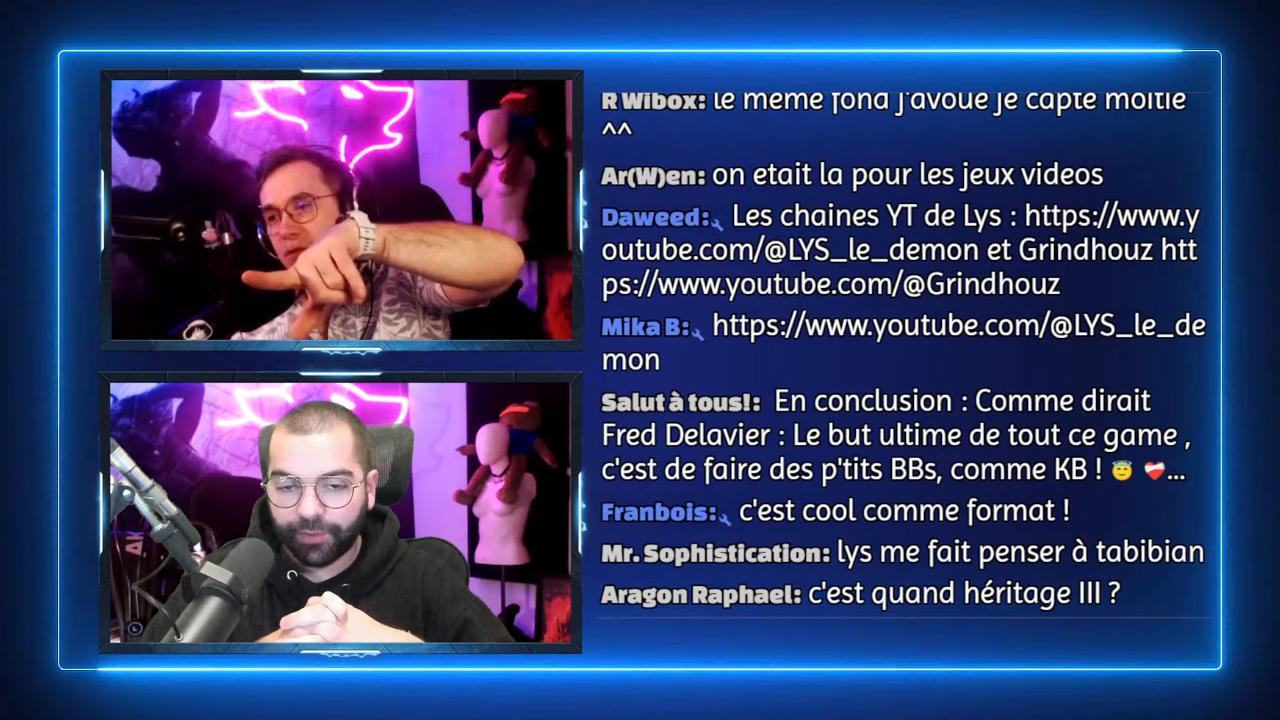 R Wibox: le meme fond j'avoue je capte moitié
^^
Ar(W)en: on etait la pour les jeux videos
Daweed: Les chaines YT de Lys : https://www.y
outube.com/@LYS_le_demon et Grindhouz htt
ps://www.youtube.com/@Grindhouz
Mika B: https://www.youtube.com/@LYS_le_de
mon
Salut à tous!: En conclusion : Comme dirait
Fred Delavier : Le but ultime de tout ce game ,
c'est de faire des p'tits BBs, comme KB ! 😇 ❤️‍🩹...
Franbois: c'est cool comme format !
Mr. Sophistication: lys me fait penser à tabibian
Aragon Raphael: c'est quand héritage III ?